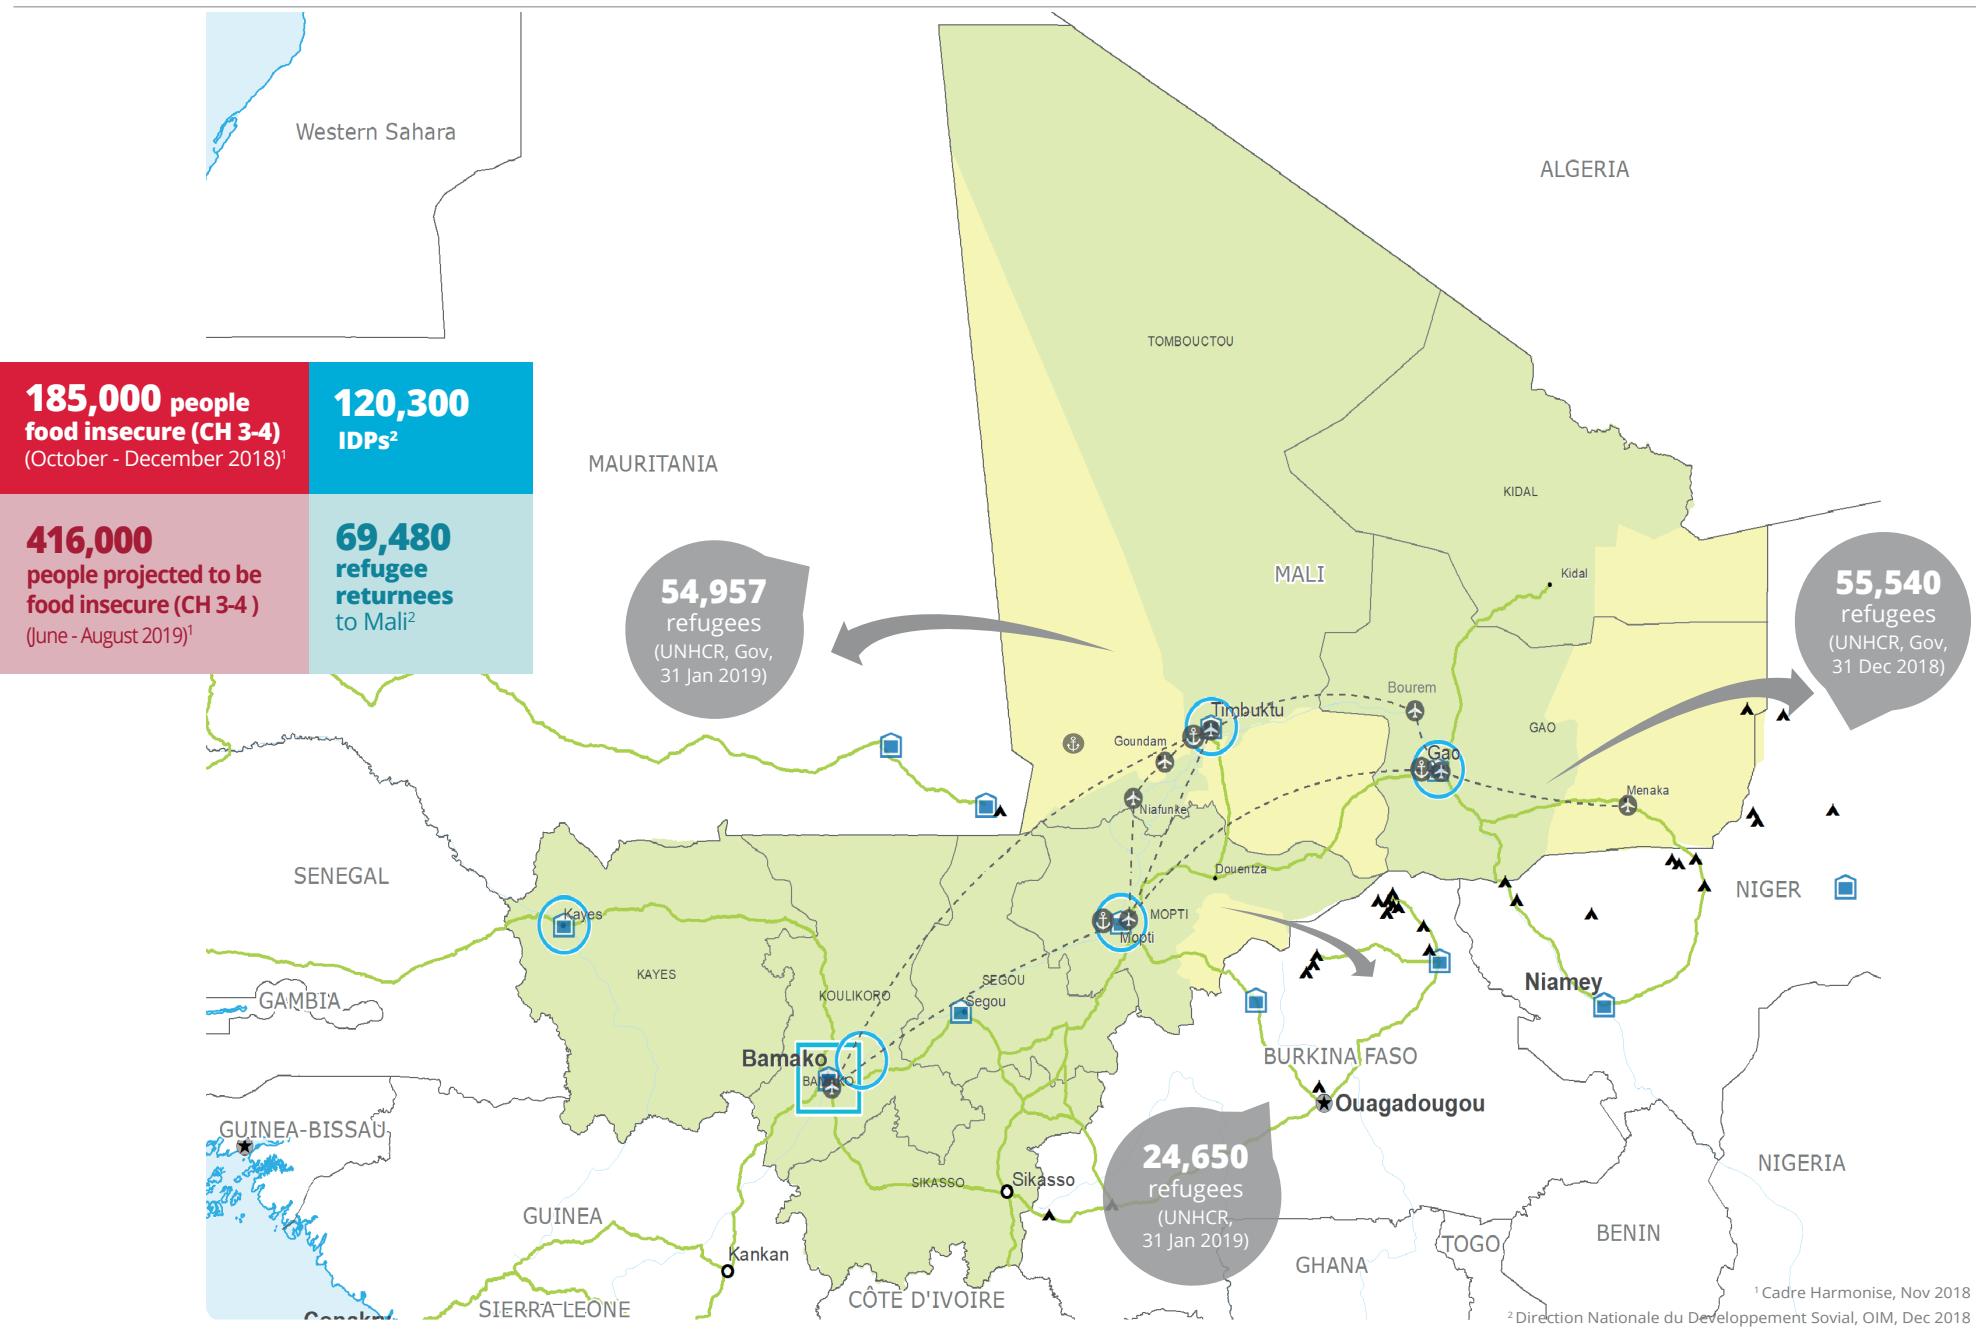 Western Sahara
ALGERIA
TOMBOUCTOU
185,000 people
food insecure (CH 3-4)
(October - December 2018)¹
120,300
IDPs²
MAURITANIA
KIDAL
416,000
people projected to be
food insecure (CH 3-4 )
(June - August 2019)¹
69,480
refugee
returnees
to Mali²
54,957
refugees
(UNHCR, Gov,
31 Jan 2019)
MALI
Kidal
55,540
refugees
(UNHCR, Gov,
31 Dec 2018)
Bourem
Timbuktu
GAO
Goundam
Gao
Menaka
Niafunke
Douentza
SENEGAL
NIGER
Kayes
MOPTI
Mopti
KAYES
SEGOU
Niamey
KOULIKORO
Segou
GAMBIA
Bamako
BAMAKO
BURKINA FASO
Ouagadougou
GUINEA-BISSAU
24,650
refugees
(UNHCR,
31 Jan 2019)
NIGERIA
SIKASSO
Sikasso
GUINEA
BENIN
TOGO
Kankan
GHANA
CÔTE D'IVOIRE
SIERRA LEONE
Conakry
¹ Cadre Harmonise, Nov 2018
² Direction Nationale du Developpement Sovial, OIM, Dec 2018